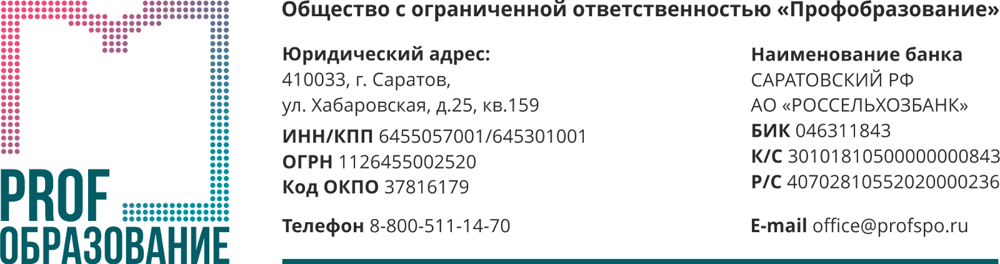 PROF
ОБРАЗОВАНИЕ
Общество с ограниченной ответственностью «Профобразование»
Юридический адрес:
410033, г. Саратов,
ул. Хабаровская, д.25, кв.159
ИНН/КПП 6455057001/645301001
ОГРН 1126455002520
Код ОКПО 37816179
Телефон 8-800-511-14-70
Наименование банка
САРАТОВСКИЙ РФ
АО «РОССЕЛЬХОЗБАНК»
БИК 046311843
К/С 30101810500000000843
Р/С 40702810552020000236
E-mail office@profspo.ru